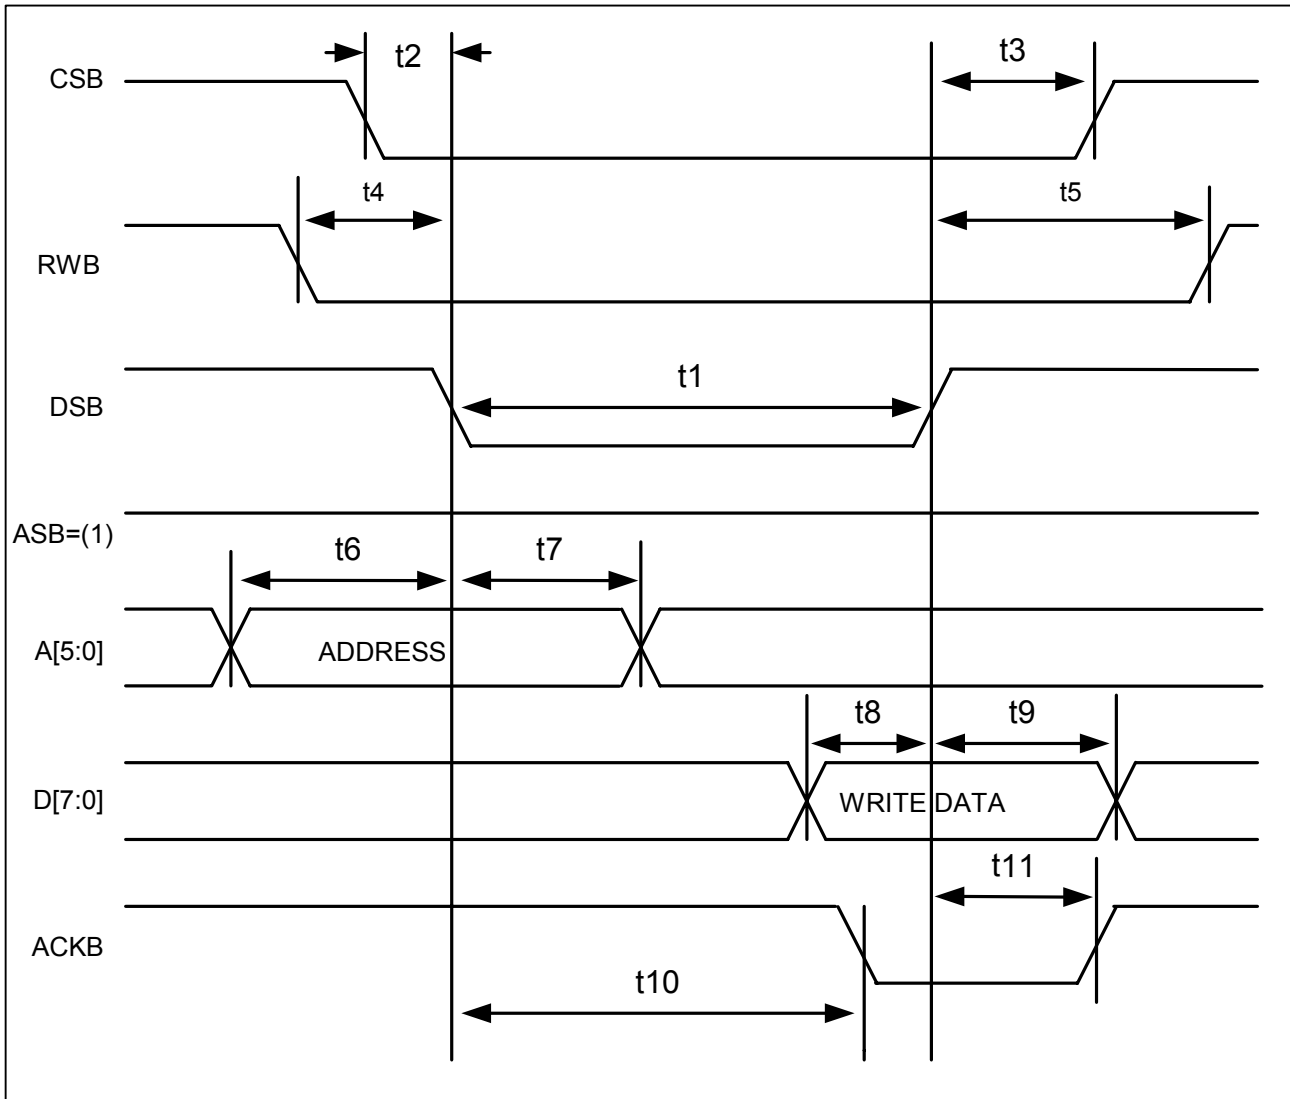 t2
t3
CSB
t4
t5
RWB
t1
DSB
ASB=(1)
t6
t7
A[5:0]
ADDRESS
t8
t9
D[7:0]
WRITE DATA
t11
ACKB
t10